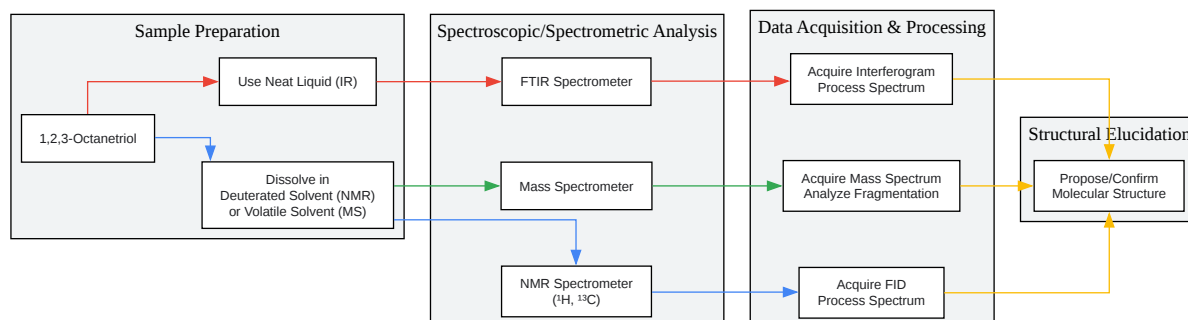 Sample Preparation
Use Neat Liquid (IR)
1,2,3-Octanetriol
Dissolve in
Deuterated Solvent (NMR)
or Volatile Solvent (MS)
Spectroscopic/Spectrometric Analysis
FTIR Spectrometer
Mass Spectrometer
NMR Spectrometer
(¹H, ¹³C)
Data Acquisition & Processing
Acquire Interferogram
Process Spectrum
Acquire Mass Spectrum
Analyze Fragmentation
Acquire FID
Process Spectrum
Structural Elucidation
Propose/Confirm
Molecular Structure